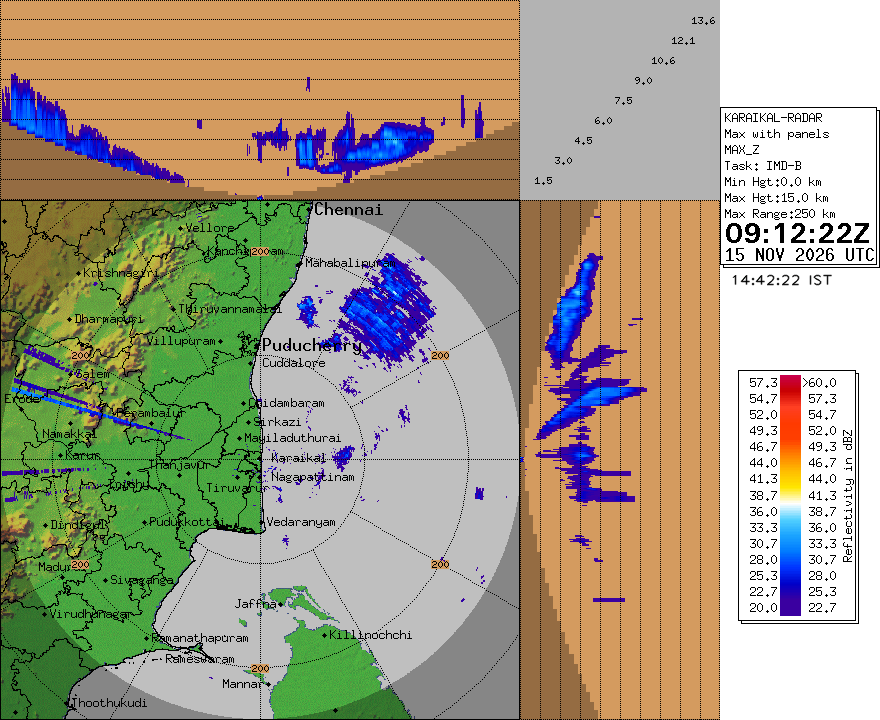 13.6
12.1
10.6
9.0
7.5
6.0
4.5
3.0
1.5
KARAIKAL-RADAR
Max with panels
MAX_Z
Task: IMD-B
Min Hgt:0.0 km
Max Hgt:15.0 km
Max Range:250 km
09:12:22Z
15 NOV 2026 UTC
14:42:22 IST
Chennai
Vellore
200
Mahabalipuram
Krishnagiri
Thiruvannamalai
Dharmapuri
Villupuram
Puducherry
200
200
Cuddalore
Salem
Erode
Chidambaram
Perambalur
Sirkazi
Namakkal
Mayiladuthurai
Karur
Karaikal
Thanjavur
Nagapattinam
Tiruvarur
Dindigul
Pudukkottai
Vedaranyam
200
200
Madurai
Sivaganga
Jaffna
Virudhunagar
Killinochchi
Ramanathapuram
Rameswaram
200
Mannar
Thoothukudi
57.3 >60.0
54.7 57.3
52.0 54.7
49.3 52.0
46.7 49.3
44.0 46.7
41.3 44.0
38.7 41.3
36.0 38.7
33.3 36.0
30.7 33.3
28.0 30.7
25.3 28.0
22.7 25.3
20.0 22.7
Reflectivity in dBZ